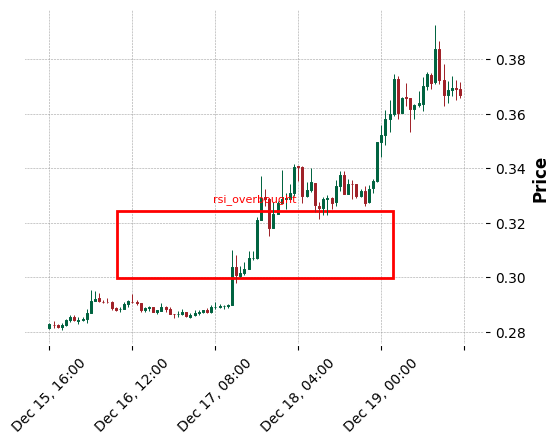 0.38
0.36
0.34
rsi_overbought
0.32
0.30
0.28
Price
Dec 15, 16:00
Dec 16, 12:00
Dec 17, 08:00
Dec 18, 04:00
Dec 19, 00:00